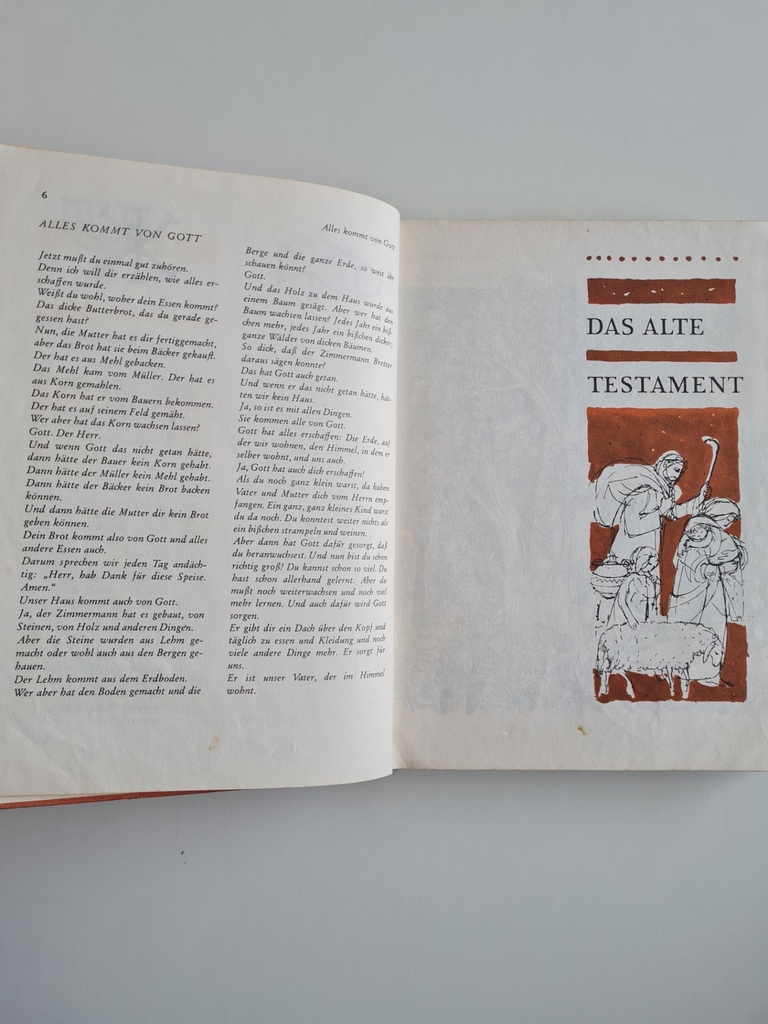 6
ALLES KOMMT VON GOTT
Jetzt mußt du einmal gut zuhören.
Denn ich will dir erzählen, wie alles er-
schaffen wurde.
Weißt du wohl, woher dein Essen kommt?
Das dicke Butterbrot, das du gerade ge-
gessen hast?
Nun, die Mutter hat es dir fertiggemacht,
aber das Brot hat sie beim Bäcker gekauft.
Der hat es aus Mehl gebacken.
Das Mehl kam vom Müller. Der hat es
aus Korn gemahlen.
Das Korn hat er vom Bauern bekommen.
Der hat es auf seinem Feld gemäht.
Wer aber hat das Korn wachsen lassen?
Gott. Der Herr.
Und wenn Gott das nicht getan hätte,
dann hätte der Bauer kein Korn gehabt.
Dann hätte der Müller kein Mehl gehabt.
Dann hätte der Bäcker kein Brot backen
können.
Und dann hätte die Mutter dir kein Brot
geben können.
Dein Brot kommt also von Gott und alles
andere Essen auch.
Darum sprechen wir jeden Tag andäch-
tig: „Herr, hab Dank für diese Speise.
Amen.“
Unser Haus kommt auch von Gott.
Ja, der Zimmermann hat es gebaut, von
Steinen, von Holz und anderen Dingen.
Aber die Steine wurden aus Lehm ge-
macht oder wohl auch aus den Bergen ge-
hauen.
Der Lehm kommt aus dem Erdboden.
Wer aber hat den Boden gemacht und die
Alles kommt von Gott
Berge und die ganze Erde, so weit ihr
schauen könnt?
Gott.
Und das Holz zu dem Haus wurde aus
einem Baum gesägt. Aber wer hat den
Baum wachsen lassen? Jedes Jahr ein biß-
chen mehr, jedes Jahr ein bißchen dicker,
ganze Wälder von dicken Bäumen.
So dick, daß der Zimmermann Bretter
daraus sägen konnte?
Das hat Gott auch getan.
Und wenn er das nicht getan hätte, hät-
ten wir kein Haus.
Ja, so ist es mit allen Dingen.
Sie kommen alle von Gott.
Gott hat alles erschaffen: Die Erde, auf
der wir wohnen, den Himmel, in dem er
selber wohnt, und uns auch.
Ja, Gott hat auch dich erschaffen!
Als du noch ganz klein warst, da haben
Vater und Mutter dich vom Herrn emp-
fangen. Ein ganz, ganz kleines Kind warst
du da noch. Du konntest weiter nichts als
ein bißchen strampeln und weinen.
Aber dann hat Gott dafür gesorgt, daß
du heranwuchsest. Und nun bist du schon
richtig groß! Du kannst schon so viel. Du
hast schon allerhand gelernt. Aber du
mußt noch weiterwachsen und noch viel
mehr lernen. Und auch dafür wird Gott
sorgen.
Er gibt dir ein Dach über den Kopf und
täglich zu essen und Kleidung und noch
viele andere Dinge mehr. Er sorgt für
uns.
Er ist unser Vater, der im Himmel
wohnt.
DAS ALTE
TESTAMENT